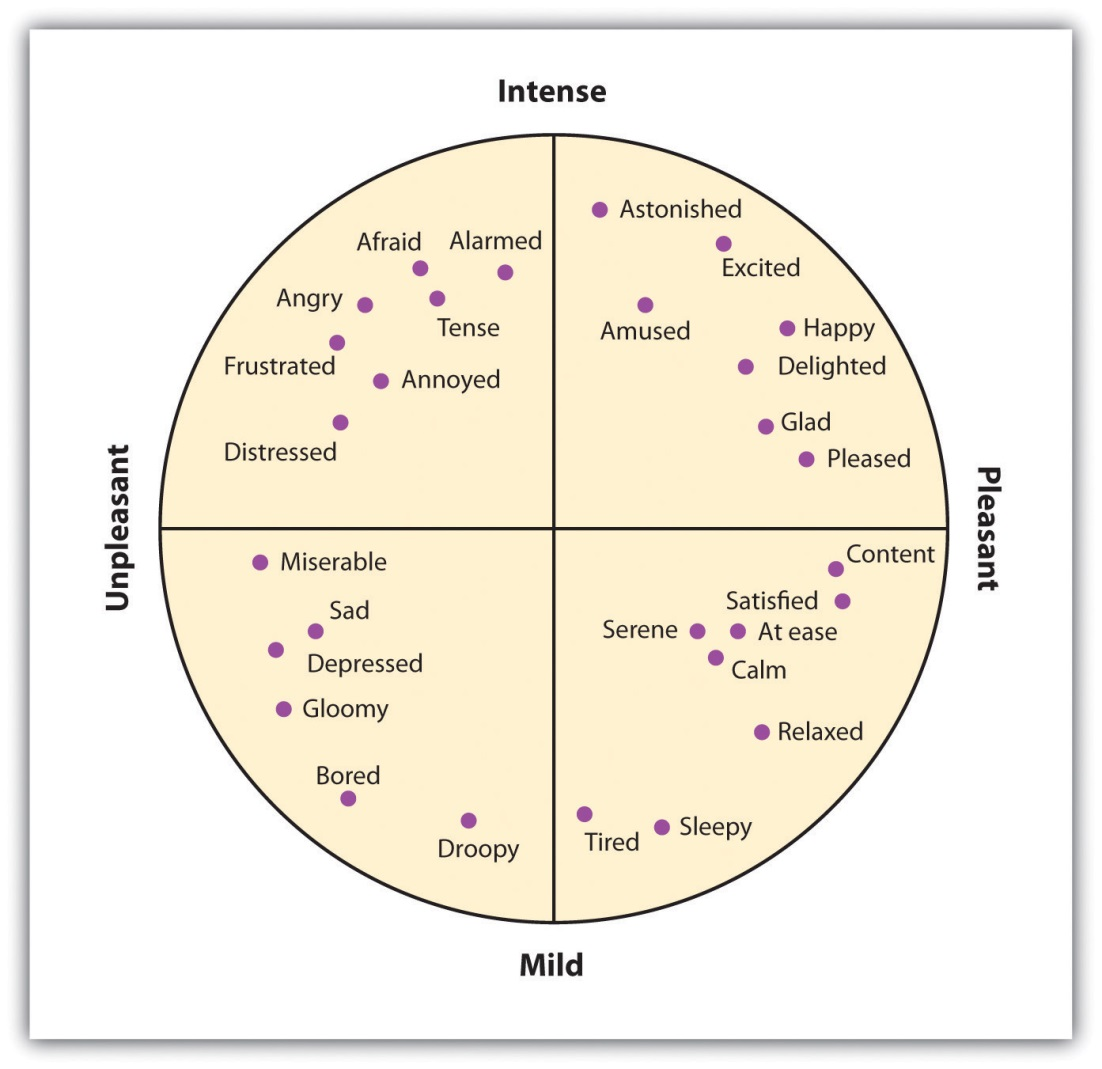 Intense
Astonished
Afraid
Alarmed
Excited
Angry
Tense
Amused
Happy
Frustrated
Delighted
Annoyed
Glad
Distressed
Pleased
Unpleasant
Pleasant
Content
Miserable
Satisfied
Sad
Serene
At ease
Depressed
Calm
Gloomy
Relaxed
Bored
Sleepy
Tired
Droopy
Mild